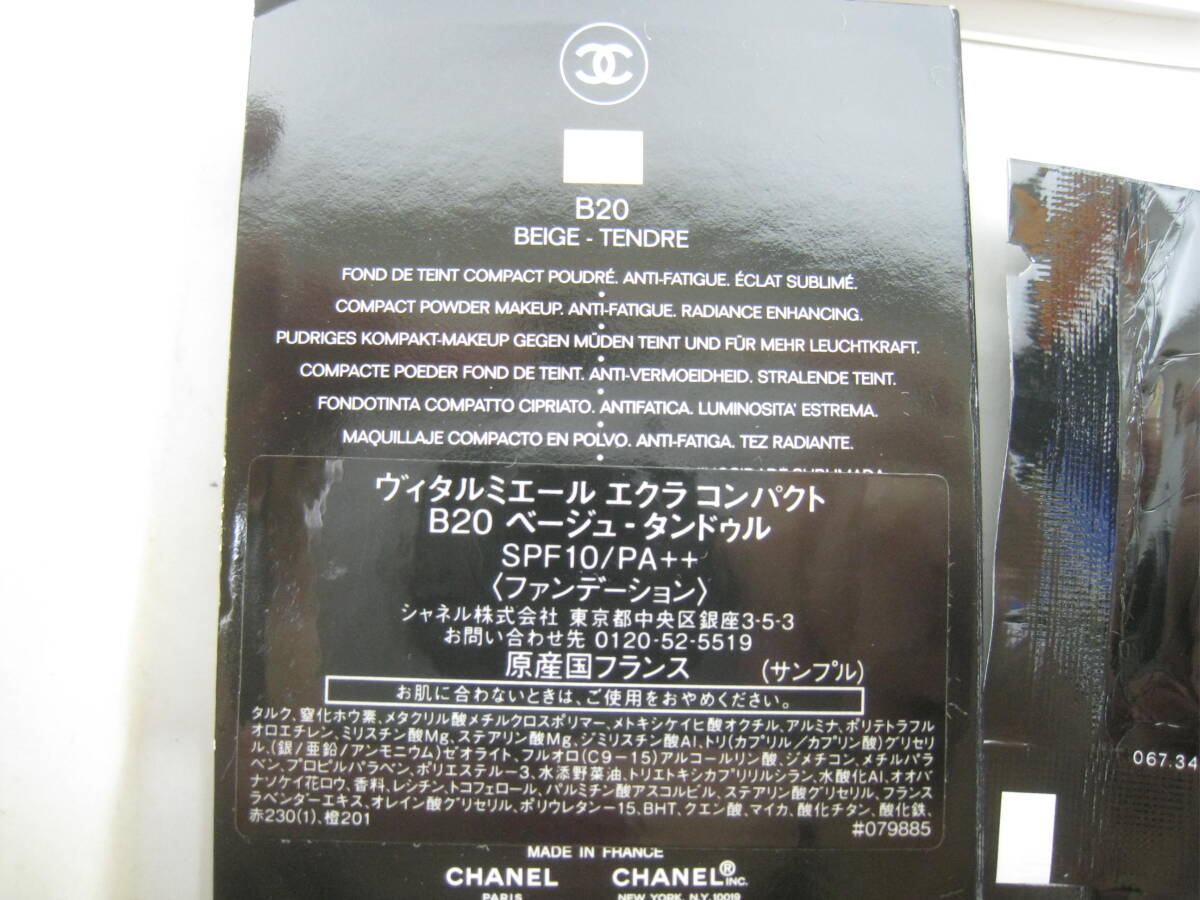 B20
BEIGE - TENDRE
FOND DE TEINT COMPACT POUDRÉ. ANTI-FATIGUE. ÉCLAT SUBLIMÉ.
COMPACT POWDER MAKEUP. ANTI-FATIGUE. RADIANCE ENHANCING.
PUDRIGES KOMPAKT-MAKEUP GEGEN MÜDEN TEINT UND FÜR MEHR LEUCHTKRAFT.
COMPACTE POEDER FOND DE TEINT. ANTI-VERMOEIDHEID. STRALENDE TEINT.
FONDOTINTA COMPATTO CIPRIATO. ANTIFATICA. LUMINOSITA' ESTREMA.
MAQUILLAJE COMPACTO EN POLVO. ANTI-FATIGA. TEZ RADIANTE.
ヴィタルミエール エクラ コンパクト
B20 ベージュ-タンドゥル
SPF10/PA++
〈ファンデーション〉
シャネル株式会社 東京都中央区銀座3-5-3
お問い合わせ先 0120-52-5519
原産国フランス (サンプル)
お肌に合わないときは、ご使用をおやめください。
タルク、窒化ホウ素、メタクリル酸メチルクロスポリマー、メトキシケイヒ酸オクチル、アルミナ、ポリテトラフル
オロエチレン、ミリスチン酸Mg、ステアリン酸Mg、ジミリスチン酸Al、トリ(カプリル/カプリン酸)グリセリ
ル、(銀/亜鉛/アンモニウム)ゼオライト、フルオロ(C9-15)アルコールリン酸、ジメチコン、メチルパラ
ベン、プロピルパラベン、ポリエステル-3、水添野菜油、トリエトキシカプリリルシラン、水酸化Al、オオバ
ナソケイ花ロウ、香料、レシチン、トコフェロール、パルミチン酸アスコルビル、ステアリン酸グリセリル、フランス
ラベンダーエキス、オレイン酸グリセリル、ポリウレタン-15、BHT、クエン酸、マイカ、酸化チタン、酸化鉄、
赤230(1)、橙201
#079885
MADE IN FRANCE
CHANEL CHANEL® INC.
PARIS NEW YORK, N.Y. 10019
067.34